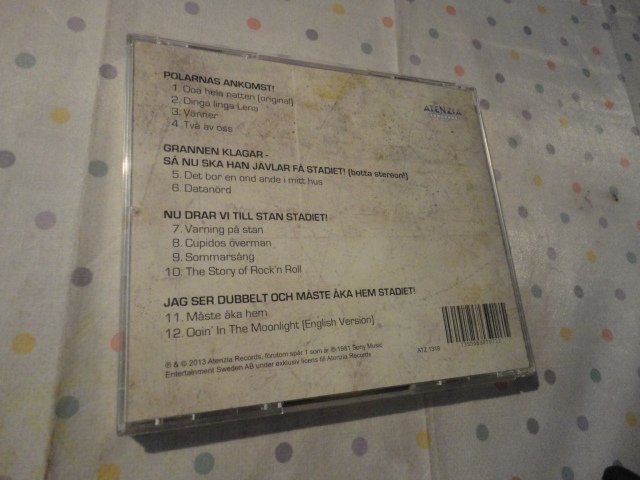 POLARNAS ANKOMST!
1. Ooa hela natten (original)
2. Dinga linga Lena
3. Vänner
4. Två av oss
ATENZIA
GRANNEN KLAGAR -
SÅ NU SKA HAN JÄVLAR FÅ STADIET! (botta stereon!)
5. Det bor en ond ande i mitt hus
6. Datanörd
NU DRAR VI TILL STAN STADIET!
7. Varning på stan
8. Cupidos överman
9. Sommarsång
10. The Story of Rock'n Roll
JAG SER DUBBELT OCH MÅSTE ÅKA HEM STADIET!
11. Måste åka hem
12. Ooin' In The Moonlight (English Version)
℗ & © 2013 Atenzia Records, förutom spår 1 som är ℗ 1981 Sony Music
Entertainment Sweden AB under exklusiv licens till Atenzia Records
ATZ 1319